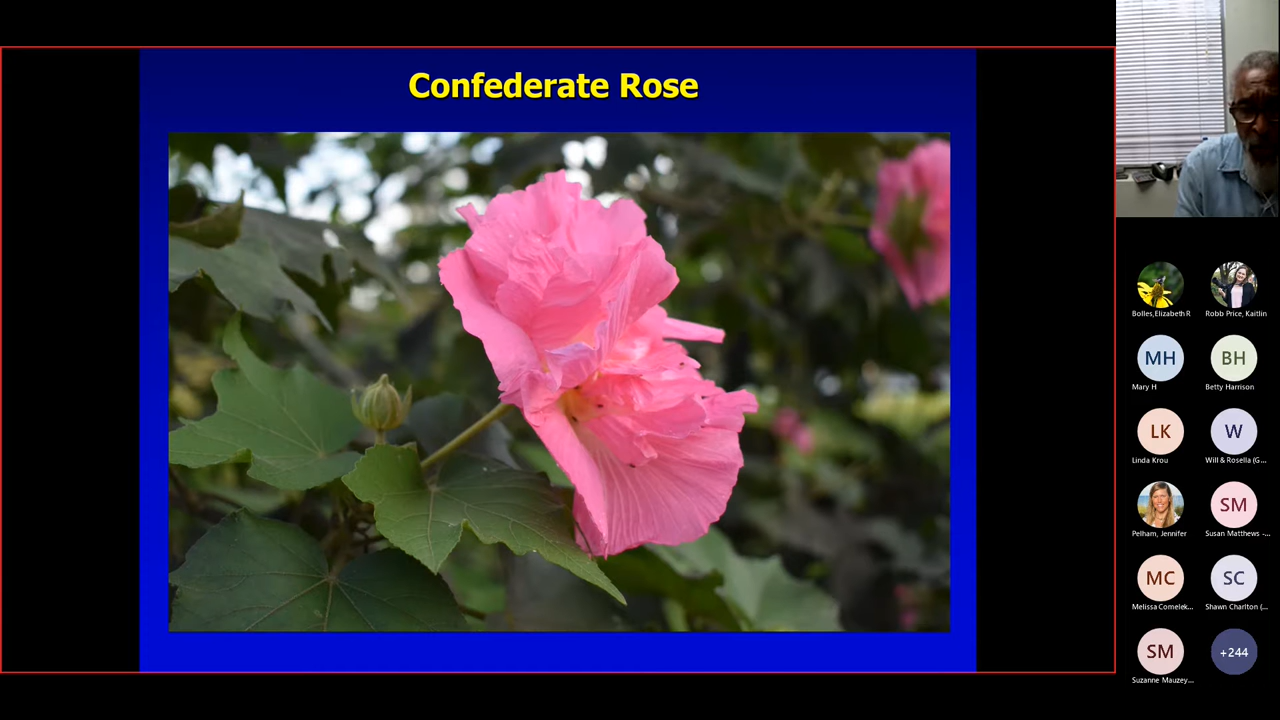 Confederate Rose
Bolles,Elizabeth R
Robb Price, Kaitlin
MH
BH
Mary H
Betty Harrison
LK
W
Linda Krou
Will & Rosella (G...
SM
Pelham, Jennifer
Susan Matthews -...
MC
SC
Melissa Comelek...
Shawn Charlton (...
SM
+244
Suzanne Mauzey...